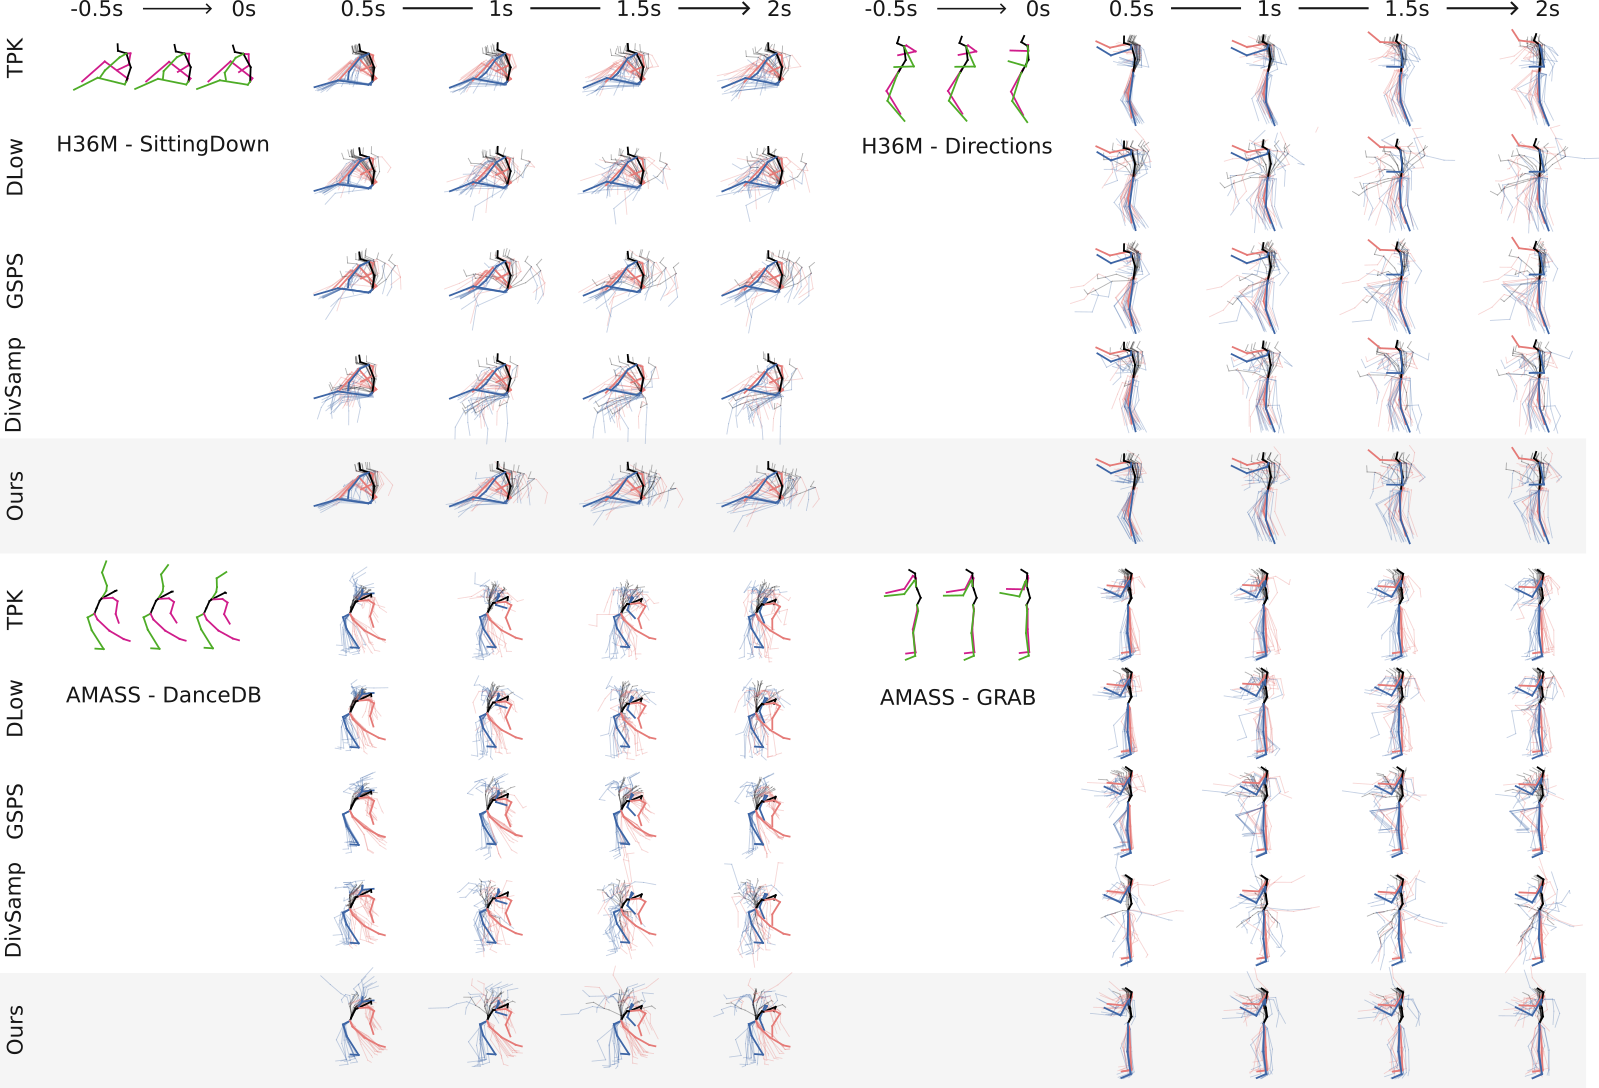 -0.5s 0s 0.5s 1s 1.5s 2s -0.5s 0s 0.5s 1s 1.5s 2s
TPK
H36M - SittingDown
H36M - Directions
DLow
GSPS
DivSamp
Ours
TPK
AMASS - DanceDB
AMASS - GRAB
DLow
GSPS
DivSamp
Ours